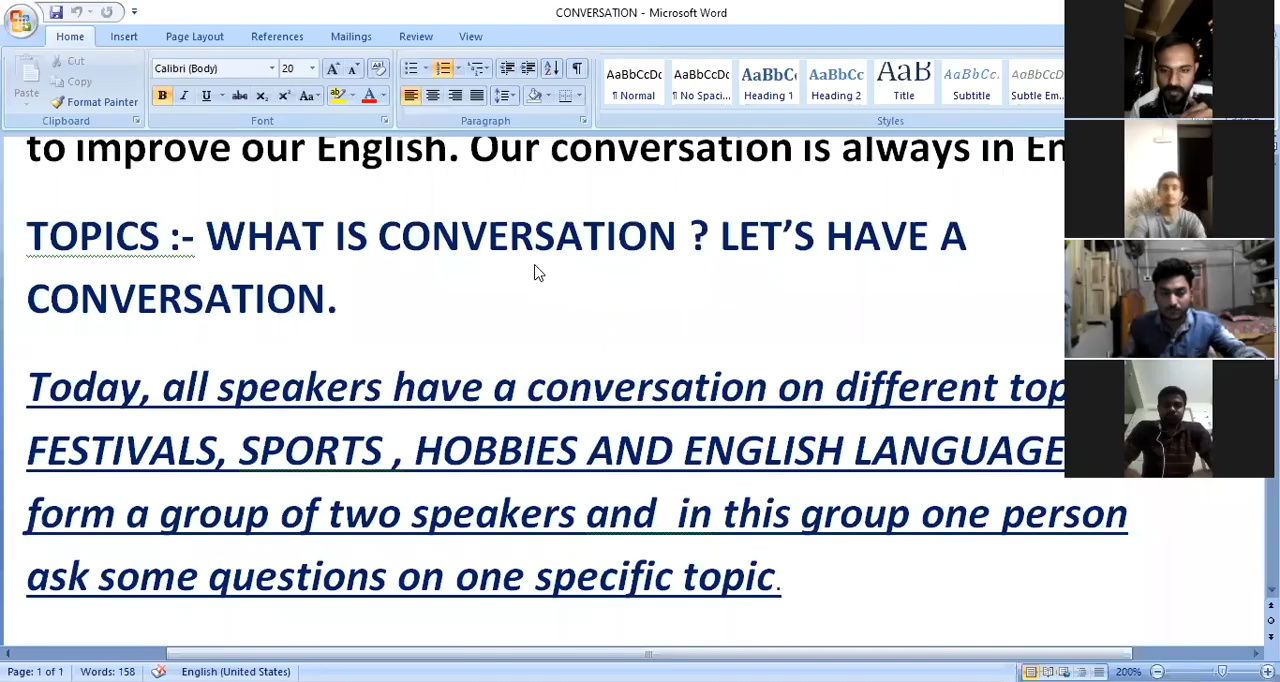 CONVERSATION - Microsoft Word
Home Insert Page Layout References Mailings Review View
Cut
Copy
Paste
Format Painter
Calibri (Body) 20
AaBbCcDc AaBbCcDc AaBbC AaBbCc AaB AaBbCc. AaBbCcDc
¶ Normal ¶ No Spaci... Heading 1 Heading 2 Title Subtitle Subtle Em...
Clipboard Font Paragraph Styles
to improve our English. Our conversation is always in En
TOPICS :- WHAT IS CONVERSATION ? LET’S HAVE A
CONVERSATION.
Today, all speakers have a conversation on different top
FESTIVALS, SPORTS , HOBBIES AND ENGLISH LANGUAGE
form a group of two speakers and in this group one person
ask some questions on one specific topic.
Page: 1 of 1 Words: 158 English (United States) 200%